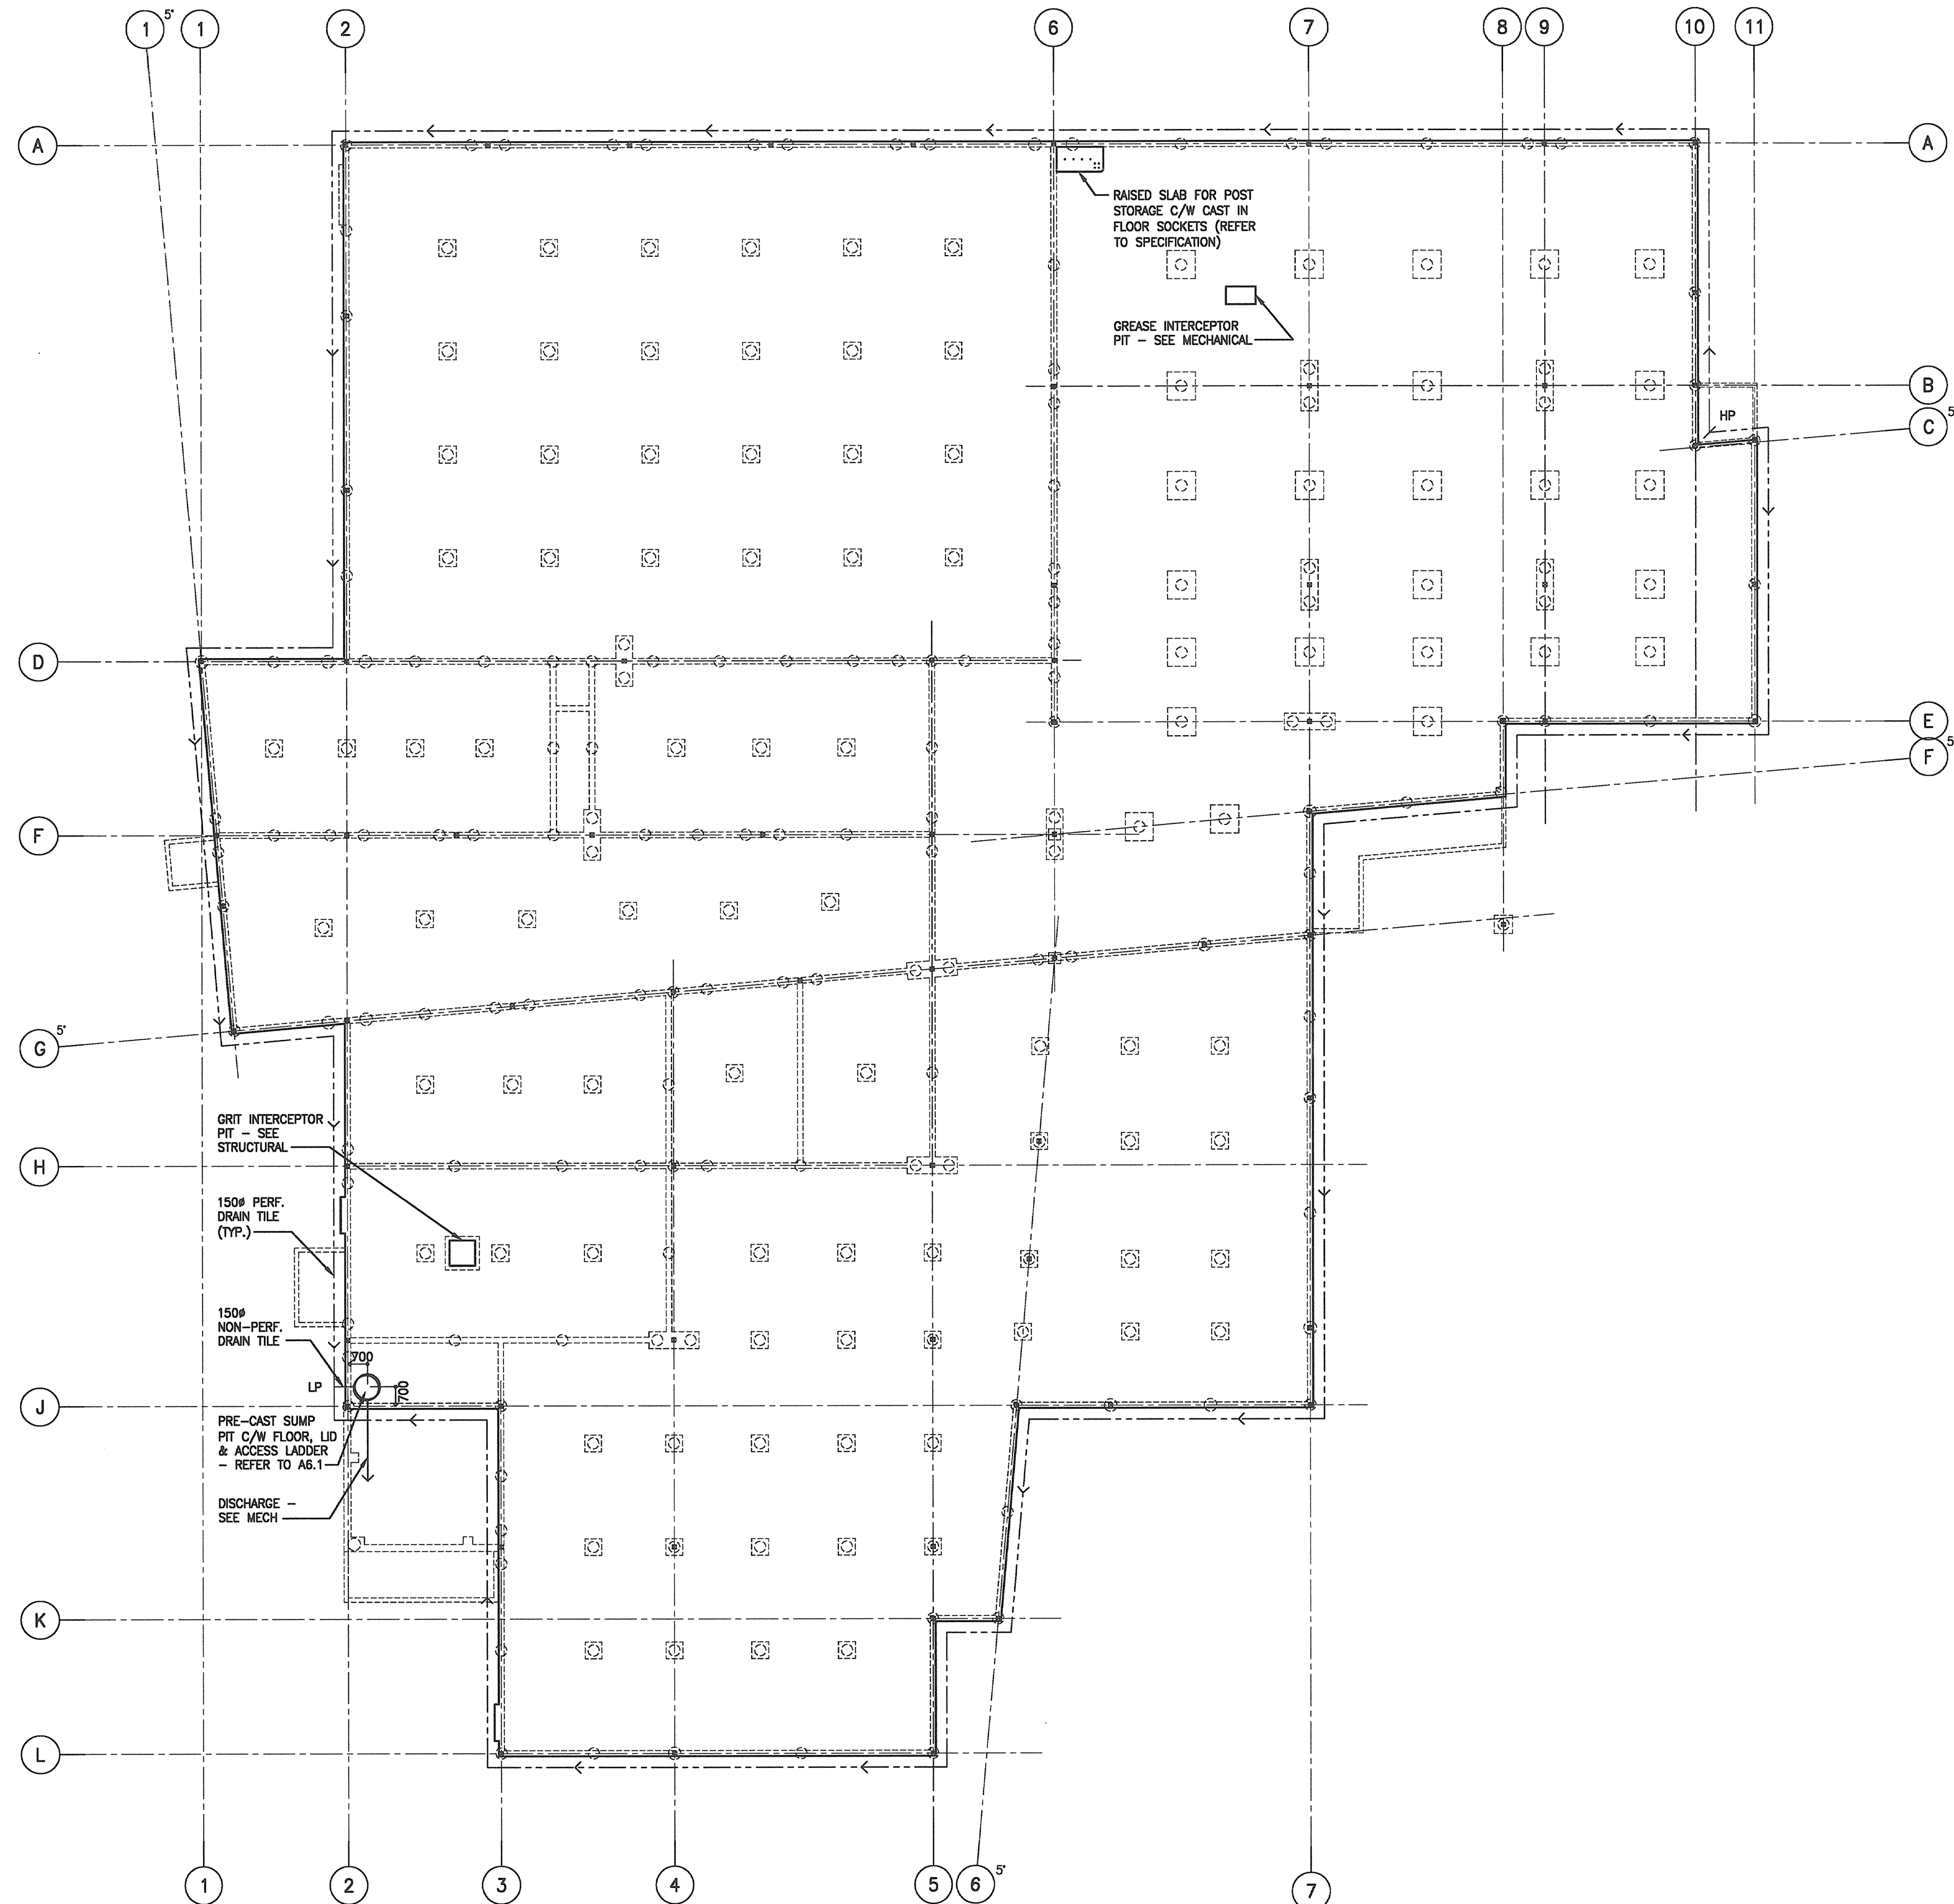 1 5° 1 2 6 7 8 9 10 11
A A
RAISED SLAB FOR POST
STORAGE C/W CAST IN
FLOOR SOCKETS (REFER
TO SPECIFICATION)
GREASE INTERCEPTOR
PIT – SEE MECHANICAL
B
HP
C 5°
D
E
F 5°
F
G 5°
GRIT INTERCEPTOR
PIT – SEE
STRUCTURAL
H
150ø PERF.
DRAIN TILE
(TYP.)
150ø
NON-PERF.
DRAIN TILE
700
LP
700
J
PRE-CAST SUMP
PIT C/W FLOOR, LID
& ACCESS LADDER
– REFER TO A6.1
DISCHARGE –
SEE MECH
K
L
1 2 3 4 5 6 5° 7